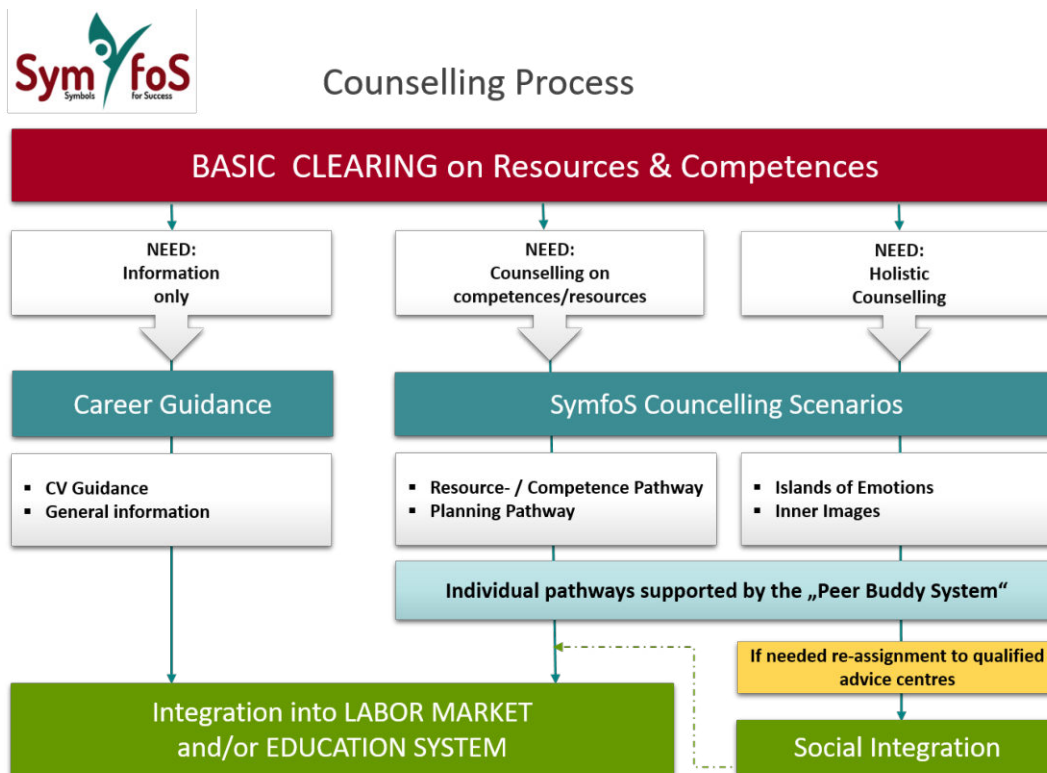 SymfoS
Symbols for Success
Counselling Process
BASIC CLEARING on Resources & Competences
NEED:
Information
only
NEED:
Counselling on
competences/resources
NEED:
Holistic
Counselling
Career Guidance
SymfoS Councelling Scenarios
▪ CV Guidance
▪ General information
▪ Resource- / Competence Pathway
▪ Planning Pathway
▪ Islands of Emotions
▪ Inner Images
Individual pathways supported by the „Peer Buddy System“
If needed re-assignment to qualified
advice centres
Integration into LABOR MARKET
and/or EDUCATION SYSTEM
Social Integration